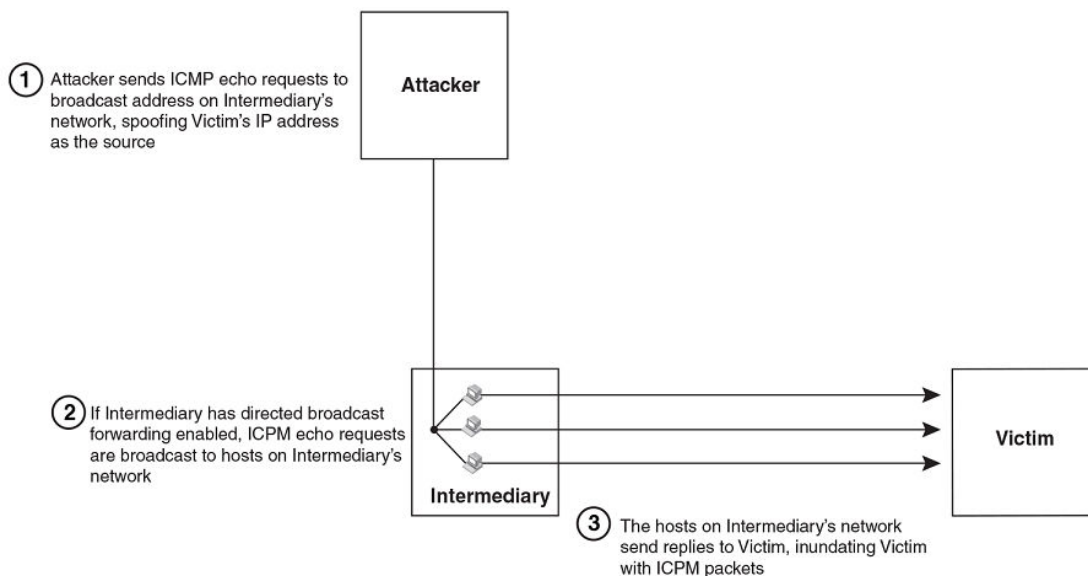 Attacker
1
Attacker sends ICMP echo requests to
broadcast address on Intermediary's
network, spoofing Victim's IP address
as the source
2
If Intermediary has directed broadcast
forwarding enabled, ICPM echo requests
are broadcast to hosts on Intermediary's
network
Intermediary
Victim
3
The hosts on Intermediary's network
send replies to Victim, inundating Victim
with ICPM packets